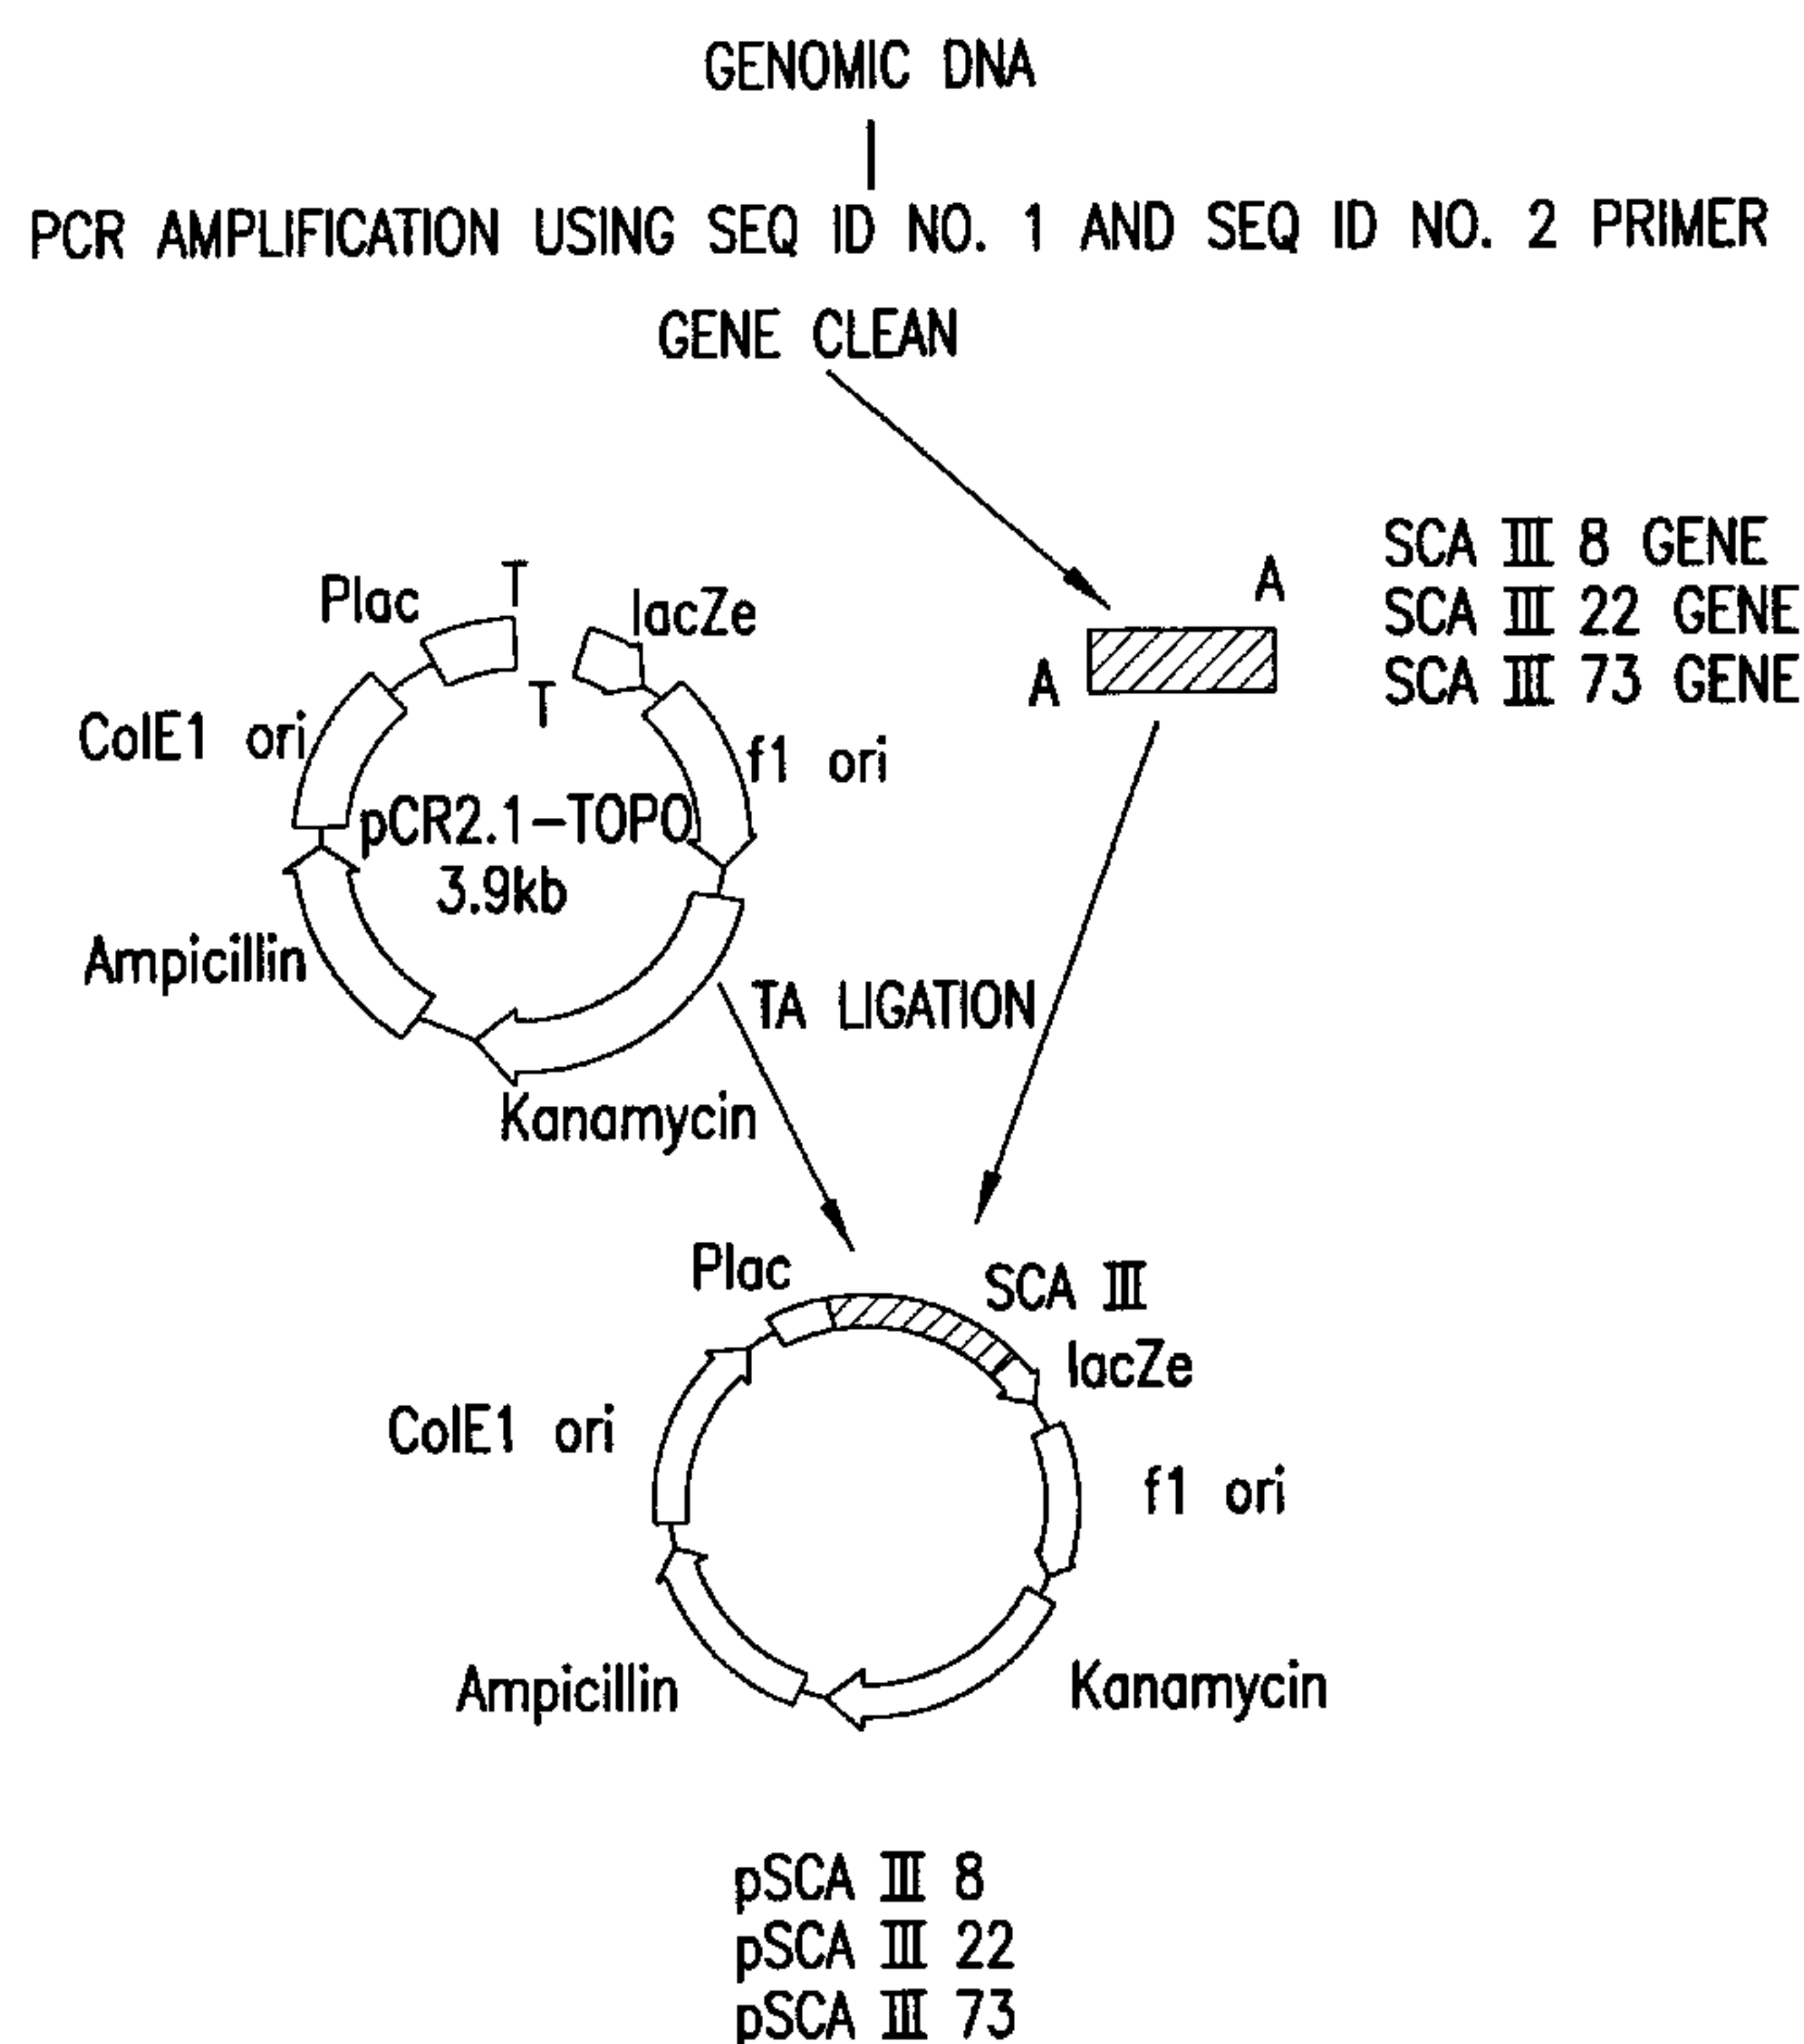 GENOMIC DNA
PCR AMPLIFICATION USING SEQ ID NO. 1 AND SEQ ID NO. 2 PRIMER
GENE CLEAN
SCA III 8 GENE
SCA III 22 GENE
SCA III 73 GENE
A
A
T
Plac
lacZe
T
ColE1 ori
f1 ori
pCR2.1-TOPO
3.9kb
Ampicillin
TA LIGATION
Kanamycin
Plac
SCA III
lacZe
ColE1 ori
f1 ori
Ampicillin
Kanamycin
pSCA III 8
pSCA III 22
pSCA III 73